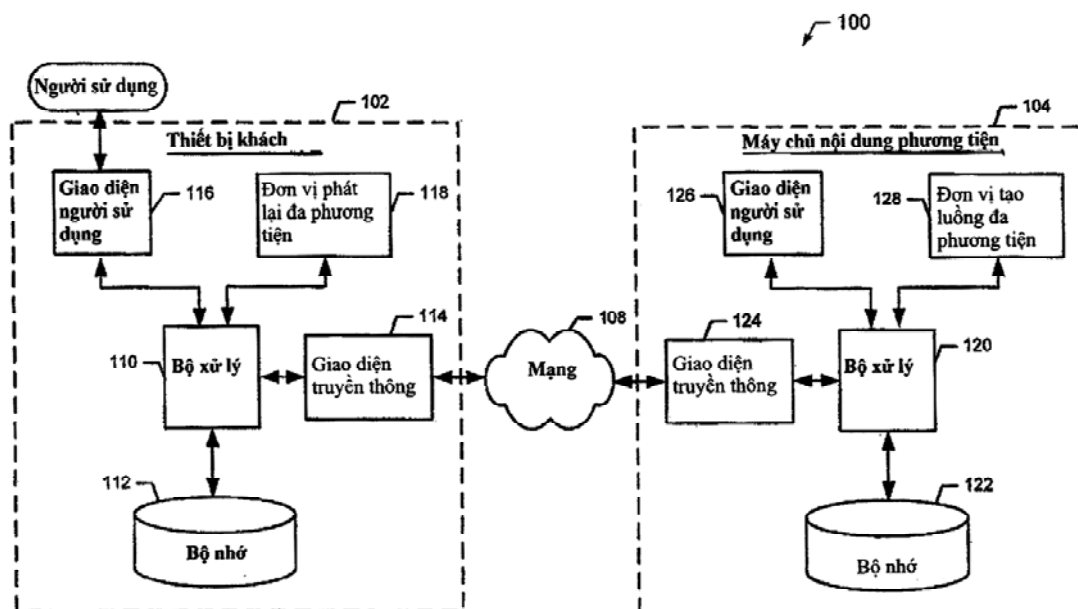 100
Người sử dụng
102
Thiết bị khách
Giao diện
người sử
dụng
116
Đơn vị phát
lại đa phương
tiện
118
110
Bộ xử lý
114
Giao diện
truyền thông
112
Bộ nhớ
108
Mạng
104
Máy chủ nội dung phương tiện
126
Giao diện
người sử
dụng
128
Đơn vị tạo
luồng đa
phương tiện
124
Giao diện
truyền thông
Bộ xử lý
120
122
Bộ nhớ